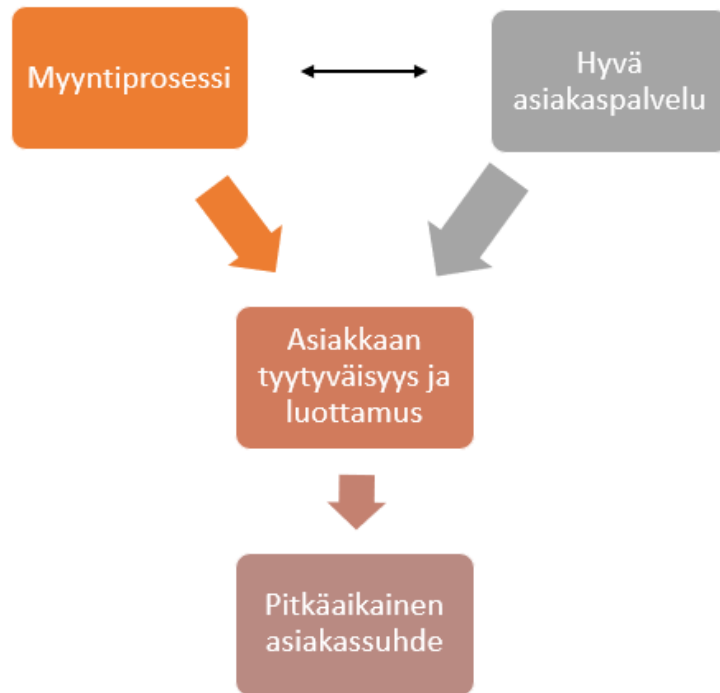 Myyntiprosessi
Hyvä
asiakaspalvelu
Asiakkaan
tyytyväisyys ja
luottamus
Pitkäaikainen
asiakassuhde